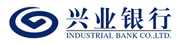 兴业银行
INDUSTRIAL BANK CO.,LTD.